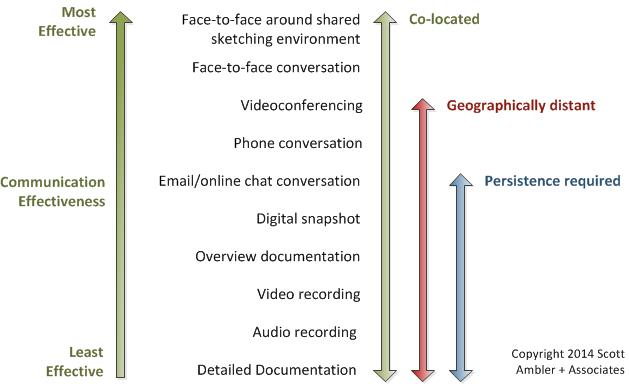 Most
Effective
Face-to-face around shared
sketching environment
Co-located
Face-to-face conversation
Videoconferencing
Geographically distant
Phone conversation
Communication
Effectiveness
Email/online chat conversation
Persistence required
Digital snapshot
Overview documentation
Video recording
Audio recording
Least
Effective
Detailed Documentation
Copyright 2014 Scott
Ambler + Associates